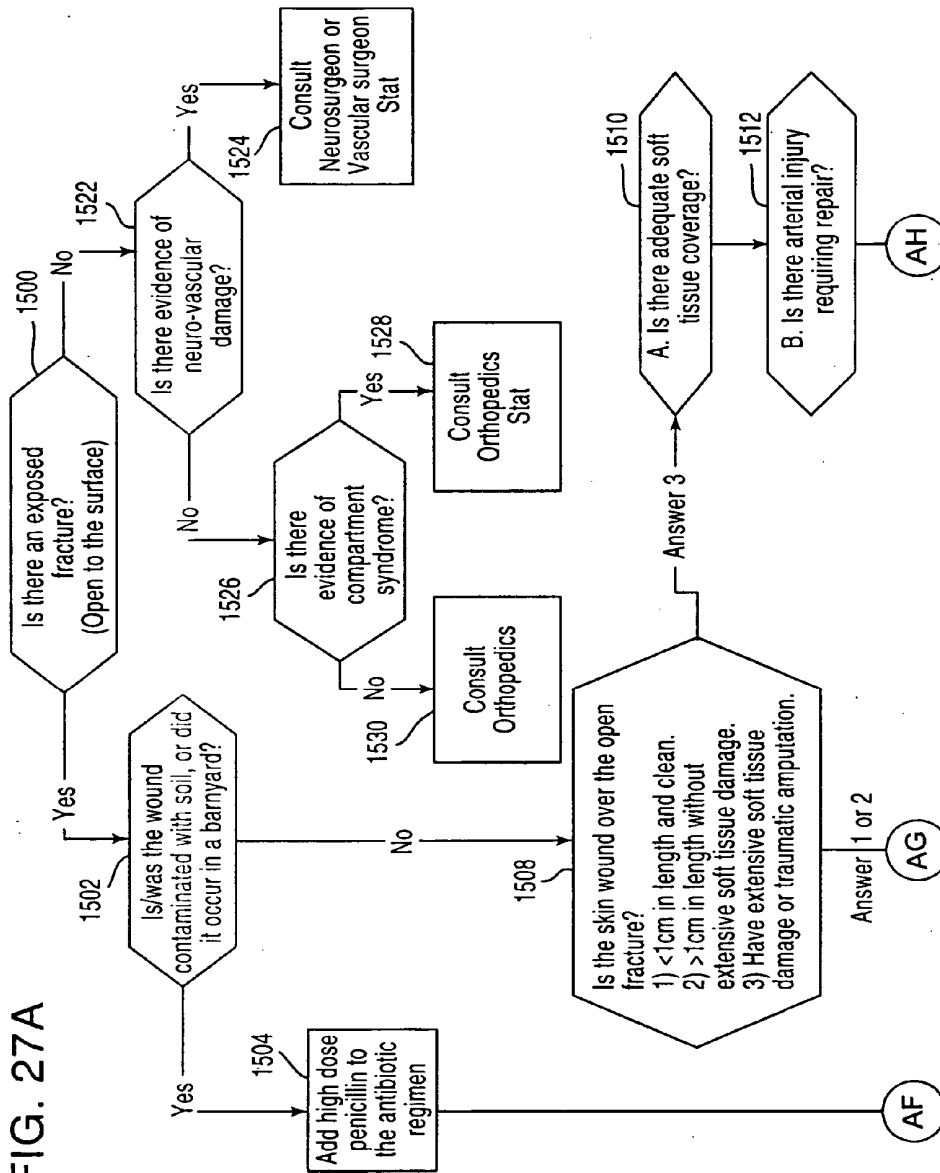 FIG. 27A
1500
Is there an exposed
fracture?
(Open to the surface)
Yes
No
1502
Is/was the wound
contaminated with soil, or did
it occur in a barnyard?
Yes
No
1504
Add high dose
penicillin to
the antibiotic
regimen
AF
1522
Is there evidence of
neuro-vascular
damage?
Yes
No
1524
Consult
Neurosurgeon or
Vascular surgeon
Stat
1526
Is there
evidence of
compartment
syndrome?
Yes
No
1528
Consult
Orthopedics
Stat
1530
Consult
Orthopedics
1508
Is the skin wound over the open
fracture?
1) <1cm in length and clean.
2) >1cm in length without
extensive soft tissue damage.
3) Have extensive soft tissue
damage or traumatic amputation.
Answer 1 or 2
AG
Answer 3
1510
A. Is there adequate soft
tissue coverage?
1512
B. Is there arterial injury
requiring repair?
AH